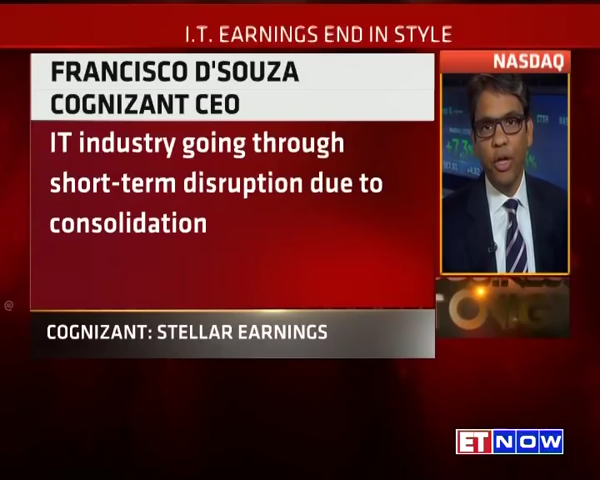 I.T. EARNINGS END IN STYLE
NASDAQ
FRANCISCO D'SOUZA
COGNIZANT CEO
IT industry going through
short-term disruption due to
consolidation
COGNIZANT: STELLAR EARNINGS
ET NOW